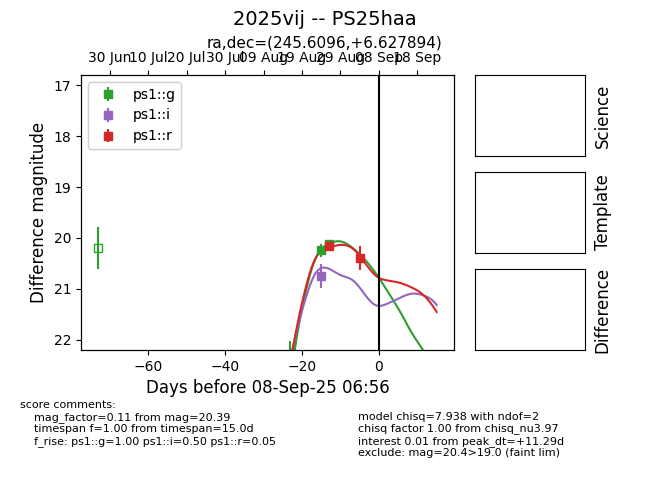 2025vij -- PS25haa
ra,dec=(245.6096,+6.627894)
30 Jun 10 Jul 20 Jul 30 Jul 09 Aug 19 Aug 29 Aug 08 Sep 18 Sep
ps1::g
ps1::i
ps1::r
Difference magnitude
17
18
19
20
21
22
−60 −40 −20 0
Days before 08-Sep-25 06:56
Science
Template
Difference
score comments:
mag_factor=0.11 from mag=20.39
timespan f=1.00 from timespan=15.0d
f_rise: ps1::g=1.00 ps1::i=0.50 ps1::r=0.05
model chisq=7.938 with ndof=2
chisq factor 1.00 from chisq_nu3.97
interest 0.01 from peak_dt=+11.29d
exclude: mag=20.4>19.0 (faint lim)